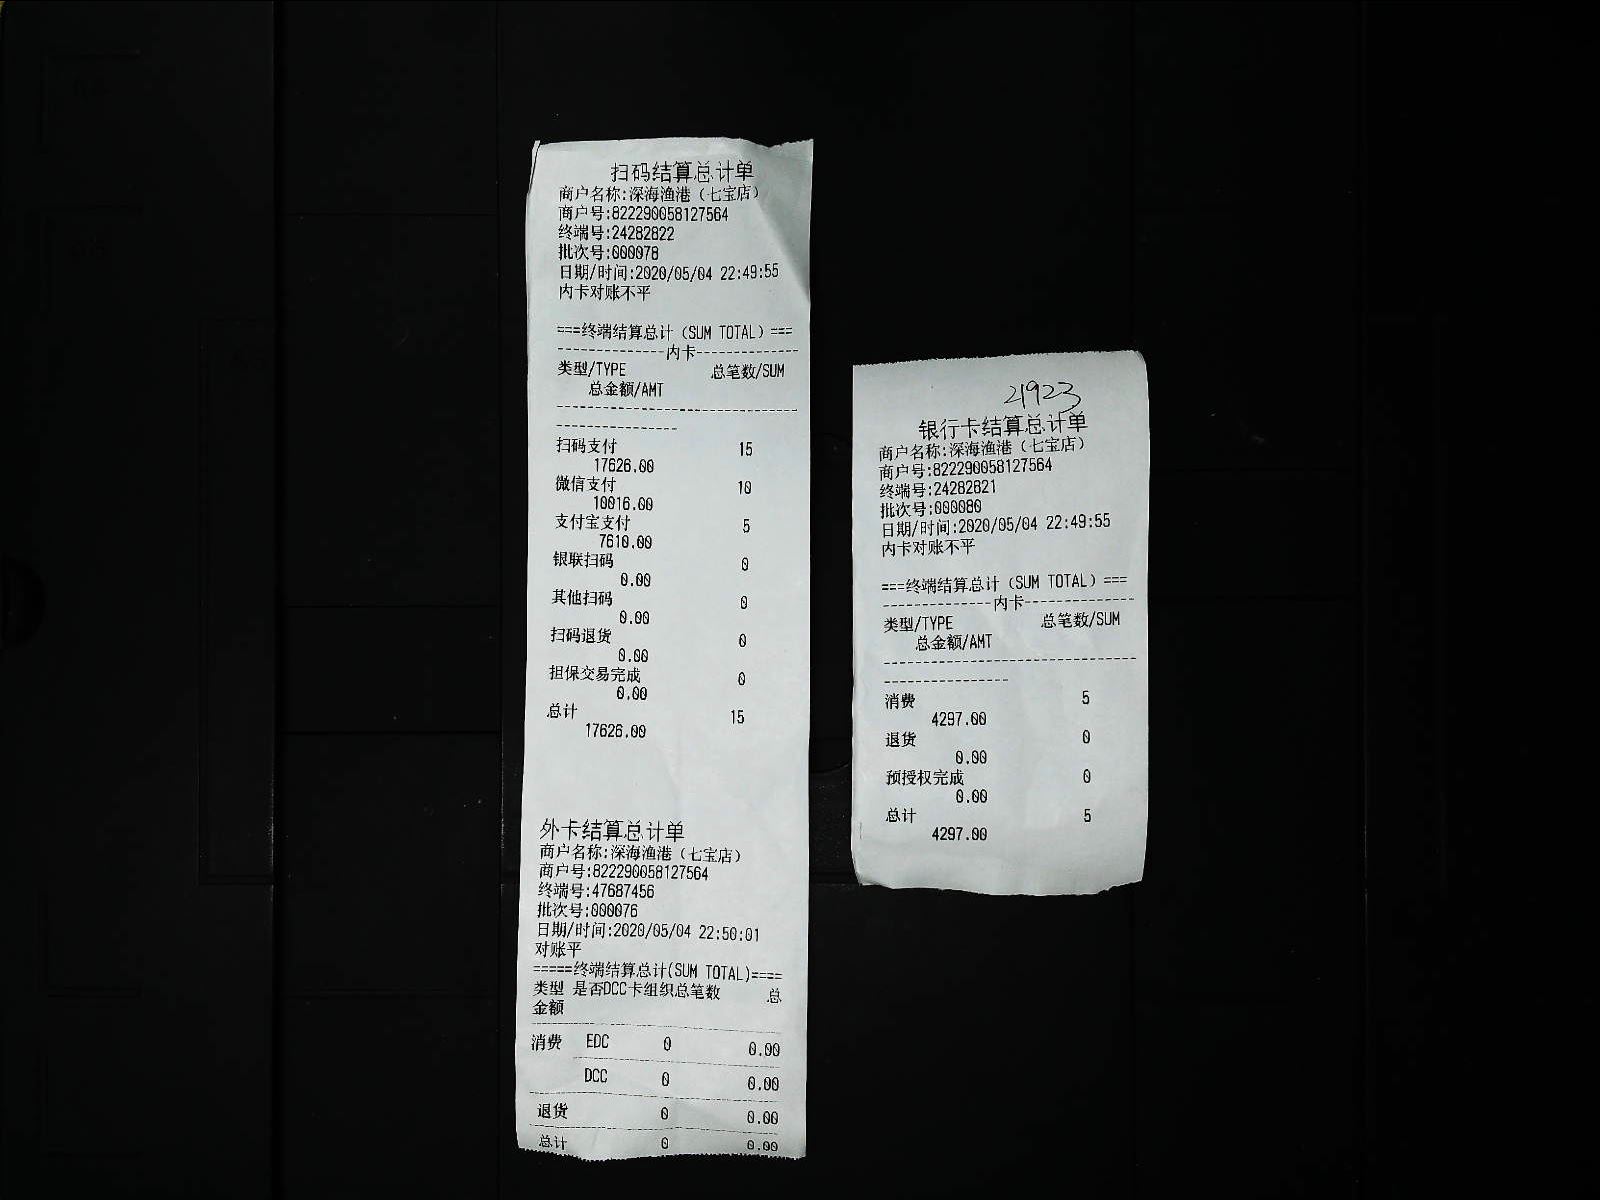 扫码结算总计单
商户名称:深海渔港（七宝店）
商户号:822290058127564
终端号:24282822
批次号:000078
日期/时间:2020/05/04 22:49:55
内卡对账不平
===终端结算总计（SUM TOTAL）===
--------------内卡--------------
类型/TYPE 总笔数/SUM
总金额/AMT
--------------------------------
----------------
扫码支付 15
17626.00
微信支付 10
10016.00
支付宝支付 5
7610.00
银联扫码 0
0.00
其他扫码 0
0.00
扫码退货 0
0.00
担保交易完成 0
0.00
总计 15
17626.00
外卡结算总计单
商户名称:深海渔港（七宝店）
商户号:822290058127564
终端号:47687456
批次号:000076
日期/时间:2020/05/04 22:50:01
对账平
=====终端结算总计(SUM TOTAL)====
类型 是否DCC卡组织总笔数 总
金额
消费 EDC 0 0.00
DCC 0 0.00
退货 0 0.00
总计 0 0.00
21923
银行卡结算总计单
商户名称:深海渔港（七宝店）
商户号:822290058127564
终端号:24282821
批次号:000080
日期/时间:2020/05/04 22:49:55
内卡对账不平
===终端结算总计（SUM TOTAL）===
--------------内卡--------------
类型/TYPE 总笔数/SUM
总金额/AMT
--------------------------------
----------------
消费 5
4297.00
退货 0
0.00
预授权完成 0
0.00
总计 5
4297.00